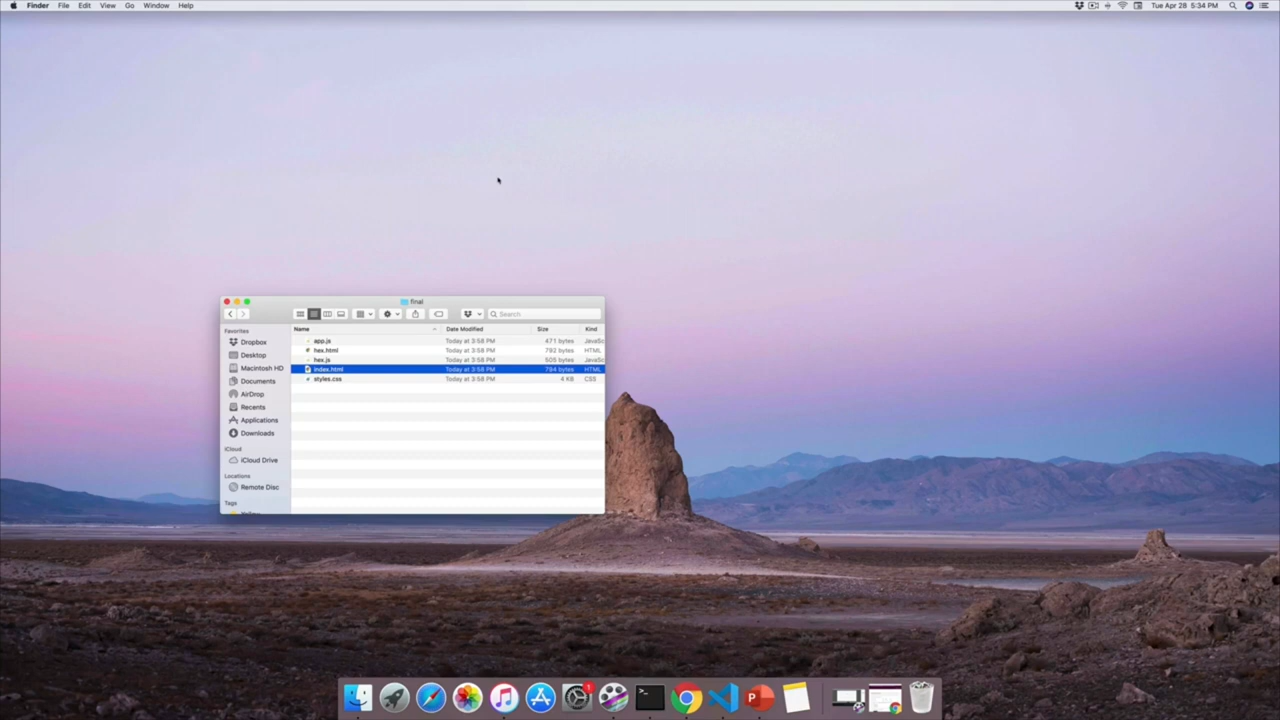 Finder File Edit View Go Window Help Tue Apr 28 5:34 PM
final
Search
Favorites
Dropbox
Desktop
Macintosh HD
Documents
AirDrop
Recents
Applications
Downloads
iCloud
iCloud Drive
Locations
Remote Disc
Tags
Name Date Modified Size Kind
app.js Today at 3:58 PM 471 bytes JavaSc
hex.html Today at 3:58 PM 792 bytes HTML
hex.js Today at 3:58 PM 505 bytes JavaSc
index.html Today at 3:58 PM 794 bytes HTML
styles.css Today at 3:58 PM 4 KB CSS